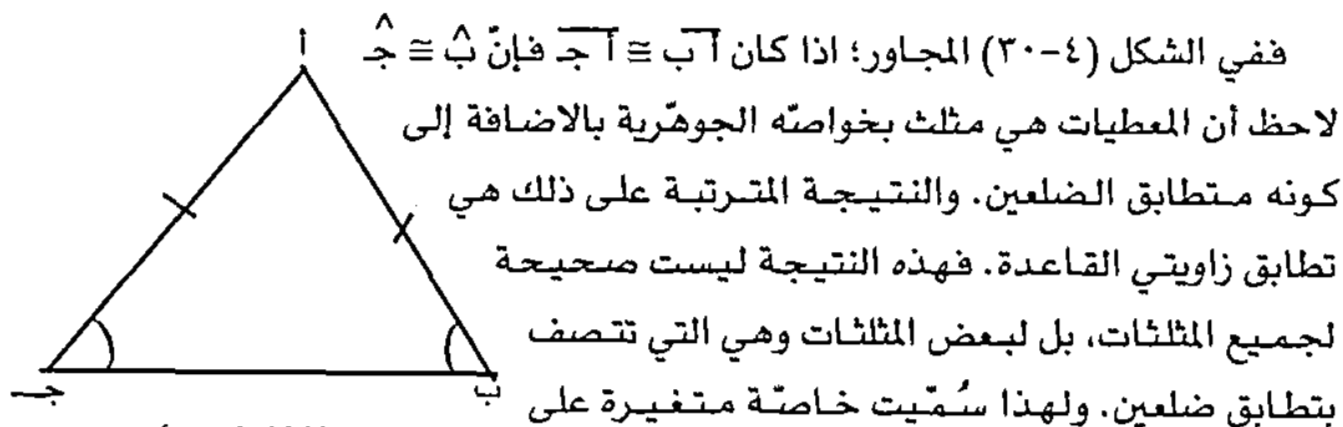 ففي الشكل (٤-٣٠) المجاور؛ اذا كان أ ب ≅ أ جـ فإنّ بُ^ ≅ جـ^
لاحظ أن المعطيات هي مثلث بخواصّه الجوهّرية بالاضافة إلى
كونه متطابق الضلعين. والنتيجة المترتبة على ذلك هي
تطابق زاويتي القاعدة. فهذه النتيجة ليست صحيحة
لجميع المثلثات، بل لبعض المثلثات وهي التي تتصف
بتطابق ضلعين. ولهذا سُمّيت خاصّة متغيرة على
أ
جـ
ب